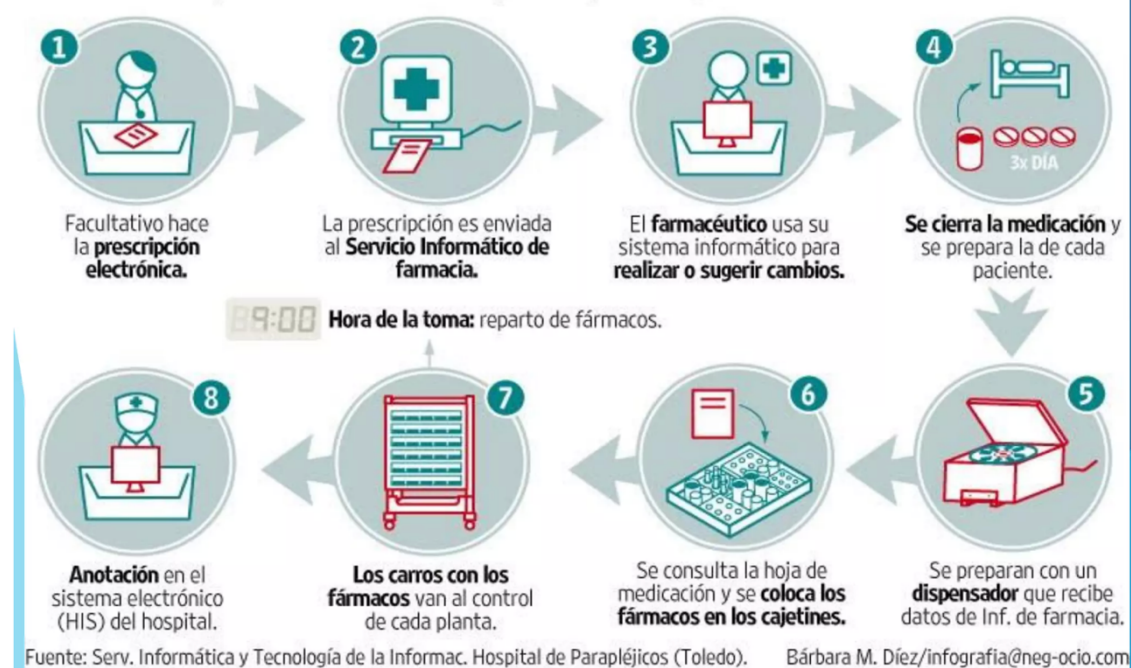 1
Facultativo hace
la prescripción
electrónica.
2
La prescripción es enviada
al Servicio Informático de
farmacia.
3
El farmacéutico usa su
sistema informático para
realizar o sugerir cambios.
4
3x DÍA
Se cierra la medicación y
se prepara la de cada
paciente.
9:00 Hora de la toma: reparto de fármacos.
8
Anotación en el
sistema electrónico
(HIS) del hospital.
7
Los carros con los
fármacos van al control
de cada planta.
6
Se consulta la hoja de
medicación y se coloca los
fármacos en los cajetines.
5
Se preparan con un
dispensador que recibe
datos de Inf. de farmacia.
Fuente: Serv. Informática y Tecnología de la Informac. Hospital de Parapléjicos (Toledo). Bárbara M. Díez/infografia@neg-ocio.com